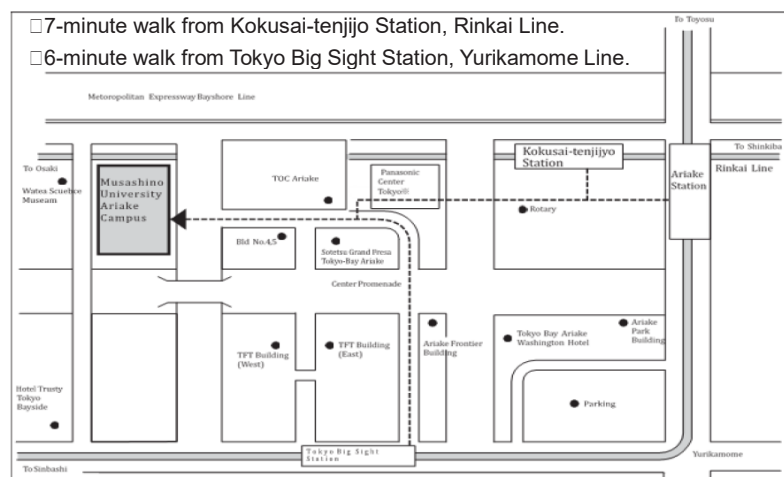 □7-minute walk from Kokusai-tenjijo Station, Rinkai Line.
□6-minute walk from Tokyo Big Sight Station, Yurikamome Line.
To Toyosu
Metoropolitan Expressway Bayshore Line
To Shinkiba
Kokusai-tenjijyo
Station
Rinkai Line
To Osaki
Watea Scuebce
Museam
Musashino
University
Ariake
Campus
TOC Ariake
Panasonic
Center
Tokyo※
Ariake
Station
Rotary
Bld No.4,5
Sotetsu Grand Fresa
Tokyo-Bay Ariake
Center Promenade
TFT Building
(West)
TFT Building
(East)
Ariake Frontier
Building
Tokyo Bay Ariake
Washington Hotel
Ariake
Park
Building
Hotel Trusty
Tokyo
Bayside
Parking
Tokyo Big Sight
Station
Yurikamome
To Sinbashi